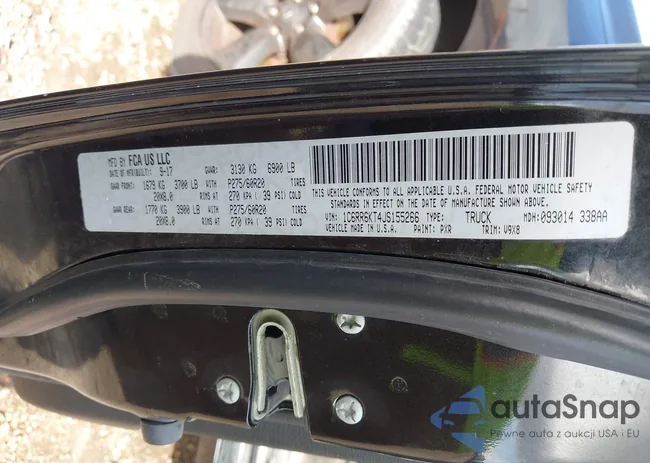 MFD BY FCA US LLC
DATE OF MFD/BUILT: 9-17 GVWR: 3130 KG 6900 LB
GAWR FRONT: 1679 KG 3700 LB WITH P275/60R20 TIRES
20X8.0 RIMS AT 270 KPA ( 39 PSI) COLD
GAWR REAR: 1770 KG 3900 LB WITH P275/60R20 TIRES
20X8.0 RIMS AT 270 KPA ( 39 PSI) COLD
THIS VEHICLE CONFORMS TO ALL APPLICABLE U.S.A. FEDERAL MOTOR VEHICLE SAFETY
STANDARDS IN EFFECT ON THE DATE OF MANUFACTURE SHOWN ABOVE.
VIN: 1C6RR6KT4JS155266 TYPE: TRUCK MDH: 093014 338AA
VEHICLE MADE IN U.S.A. PAINT: PXR TRIM: V9X8
autaSnap
Pewne auto z aukcji USA i EU